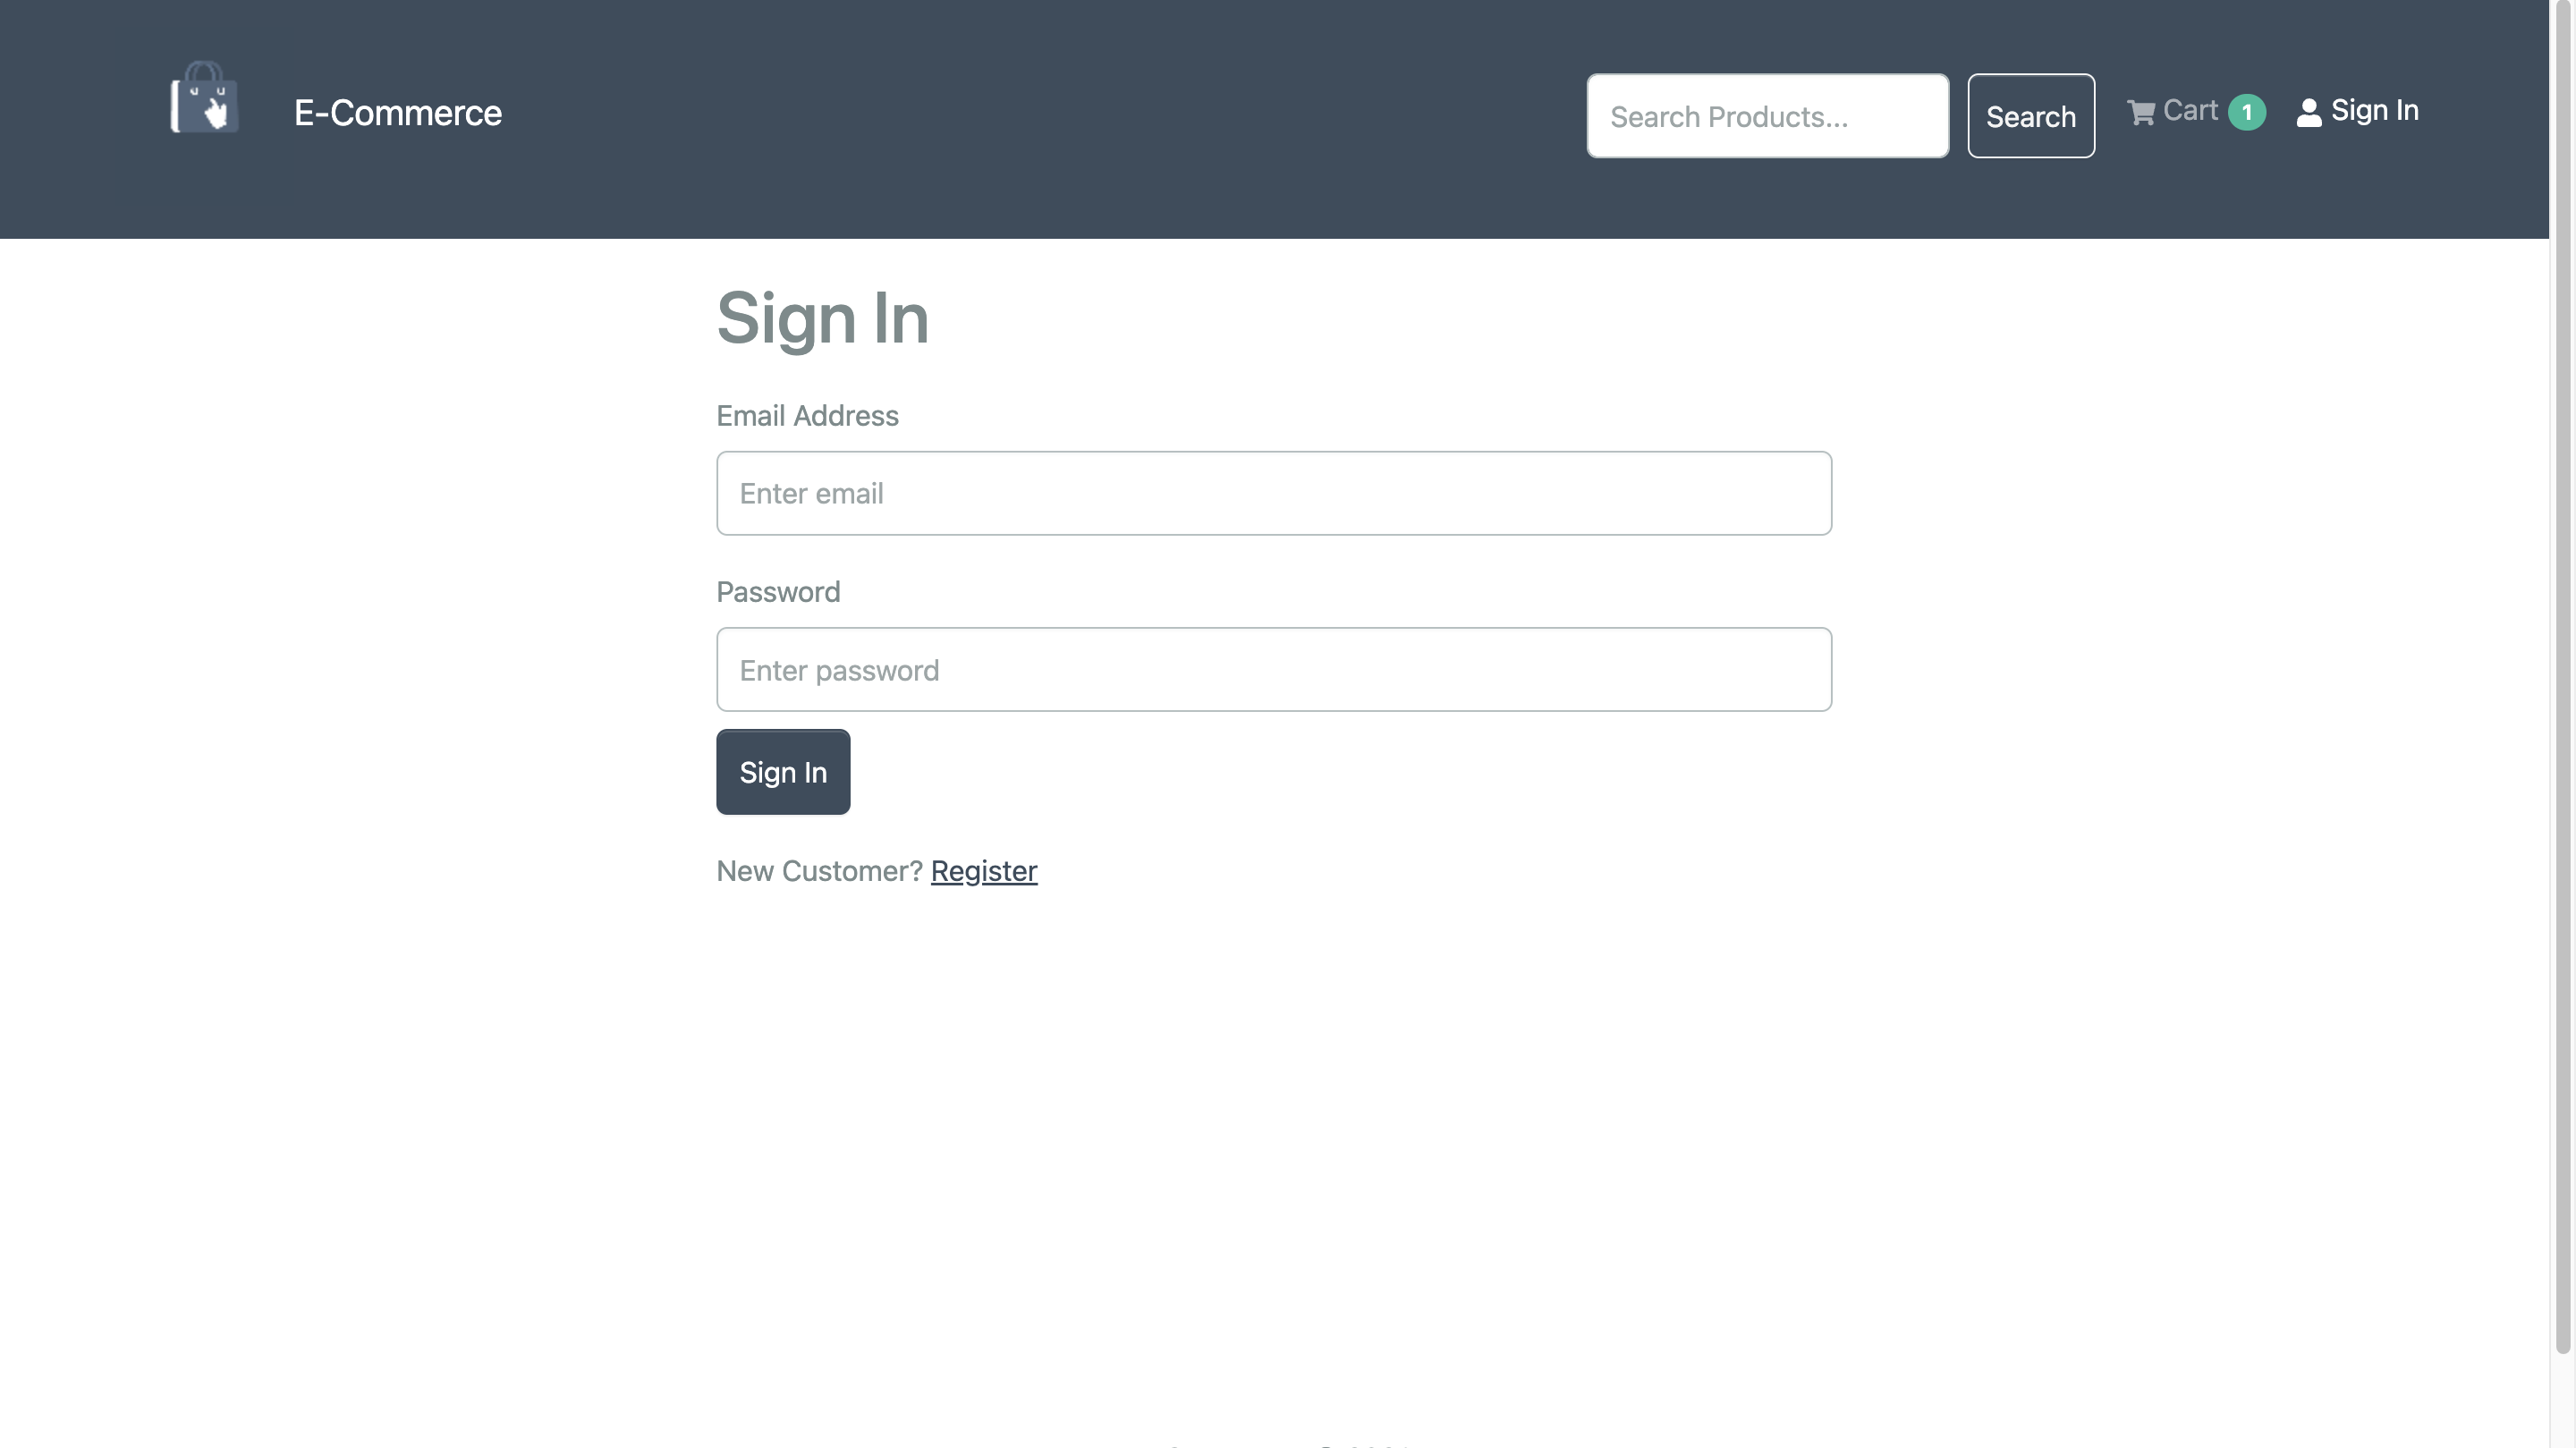 E-Commerce
Search Products...
Search
Cart 1
Sign In
Sign In
Email Address
Enter email
Password
Enter password
Sign In
New Customer? Register